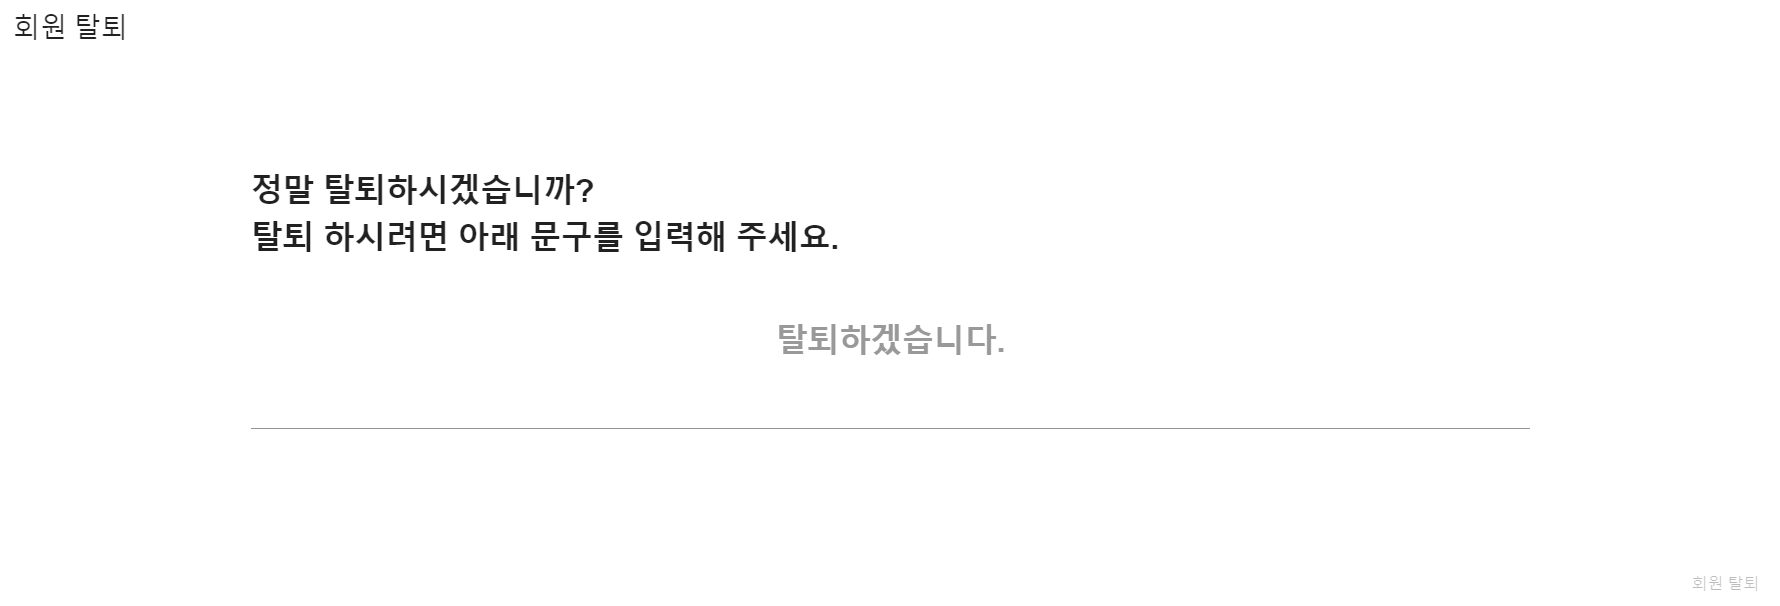 회원 탈퇴
정말 탈퇴하시겠습니까?
탈퇴 하시려면 아래 문구를 입력해 주세요.
탈퇴하겠습니다.
회원 탈퇴